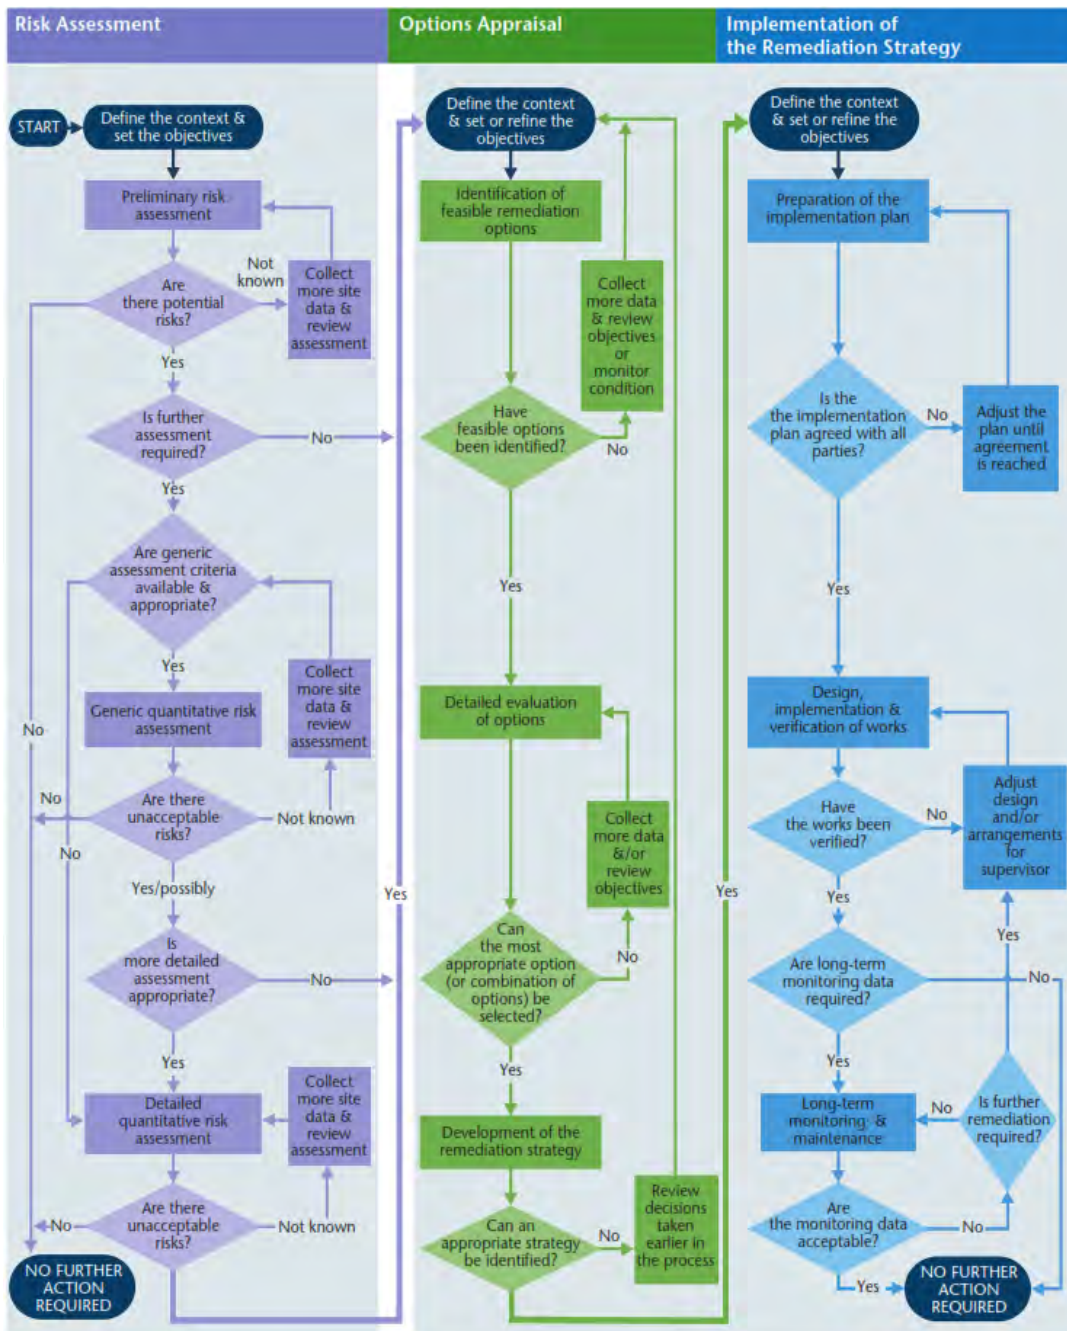 Risk Assessment
Options Appraisal
Implementation of
the Remediation Strategy
START
Define the context &
set the objectives
Preliminary risk
assessment
Not
known
Are
there potential
risks?
Collect
more site
data &
review
assessment
Yes
Is further
assessment
required?
No
Yes
Are generic
assessment criteria
available &
appropriate?
Yes
Collect
more site
data &
review
assessment
Generic quantitative risk
assessment
No
No
Are there
unacceptable
risks?
Not known
No
Yes/possibly
Is
more detailed
assessment
appropriate?
No
Yes
Detailed
quantitative risk
assessment
Collect
more site
data &
review
assessment
Are there
unacceptable
risks?
No
Not known
NO FURTHER
ACTION
REQUIRED
Yes
Define the context
& set or refine the
objectives
Identification of
feasible remediation
options
Collect
more data
& review
objectives
or
monitor
condition
Have
feasible options
been identified?
No
Yes
Detailed evaluation
of options
Collect
more data
&/or
review
objectives
Can
the most
appropriate option
(or combination of
options) be
selected?
No
Yes
Development of the
remediation strategy
Can an
appropriate strategy
be identified?
No
Review
decisions
taken
earlier in
the process
Yes
Define the context
& set or refine the
objectives
Preparation of the
implementation plan
Is the
the implementation
plan agreed with all
parties?
No
Adjust the
plan until
agreement
is reached
Yes
Design,
implementation &
verification of works
Have
the works been
verified?
No
Adjust
design
and/or
arrangements
for
supervisor
Yes
Yes
Are long-term
monitoring data
required?
No
Yes
Long-term
monitoring &
maintenance
No
Is further
remediation
required?
Are
the monitoring data
acceptable?
No
Yes
NO FURTHER
ACTION
REQUIRED